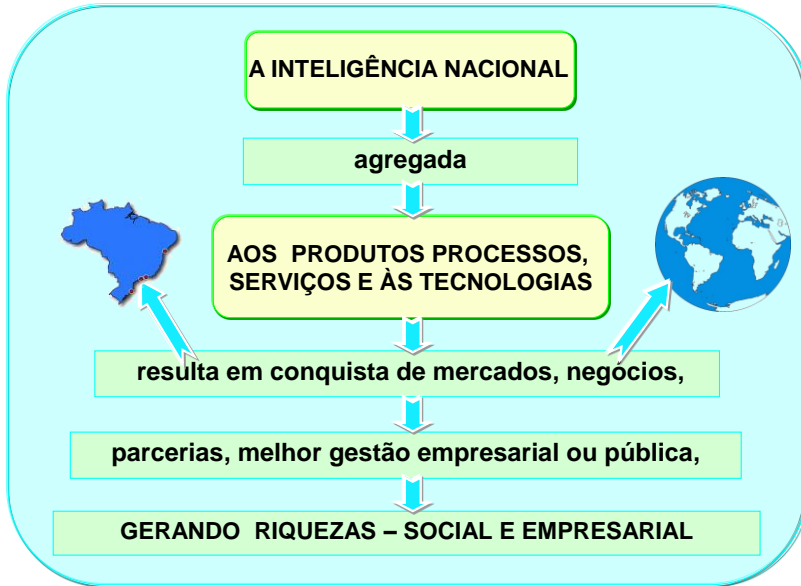 A INTELIGÊNCIA NACIONAL
agregada
AOS PRODUTOS PROCESSOS,
SERVIÇOS E ÀS TECNOLOGIAS
resulta em conquista de mercados, negócios,
parcerias, melhor gestão empresarial ou pública,
GERANDO RIQUEZAS – SOCIAL E EMPRESARIAL